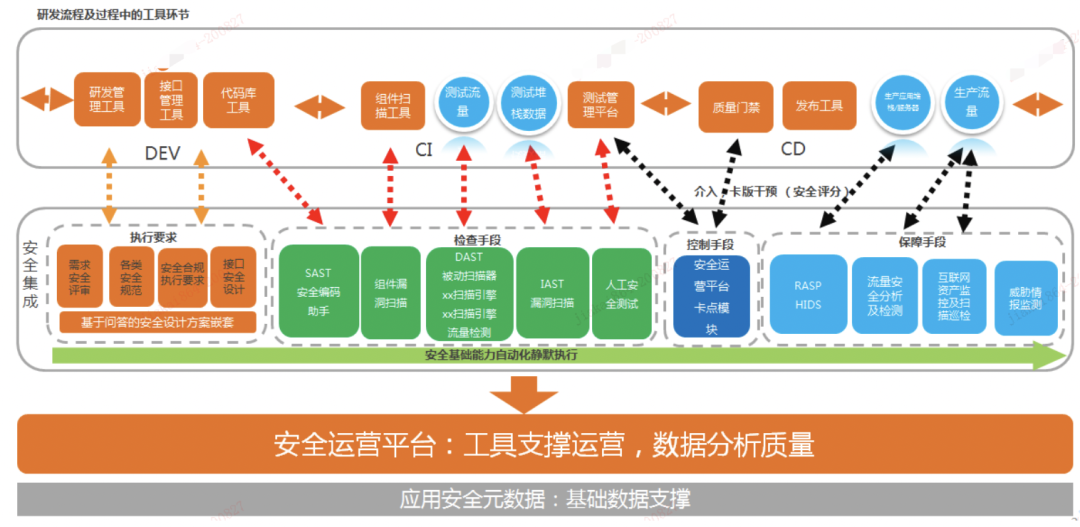 研发流程及过程中的工具环节
研发管
理工具
接口
管理
工具
代码库
工具
组件扫
描工具
测试流
量
测试堆
栈数据
测试管
理平台
质量门禁
发布工具
生产应用堆
栈/服务器
生产流
量
DEV
CI
CD
介入 卡版干预 （安全评分）
安全集成
执行要求
需求
安全
评审
各类
安全
规范
安全合规
执行要求
接口
安全
设计
基于问答的安全设计方案嵌套
检查手段
SAST
安全编码
助手
组件漏
洞扫描
DAST
被动扫描器
xx扫描引擎
xx扫描引擎
流量检测
IAST
漏洞扫描
人工安
全测试
控制手段
安全运
营平台
卡点模
块
保障手段
RASP
HIDS
流量安
全分析
及检测
互联网
资产监
控及扫
描巡检
威胁情
报监测
安全基础能力自动化静默执行
安全运营平台：工具支撑运营，数据分析质量
应用安全元数据：基础数据支撑